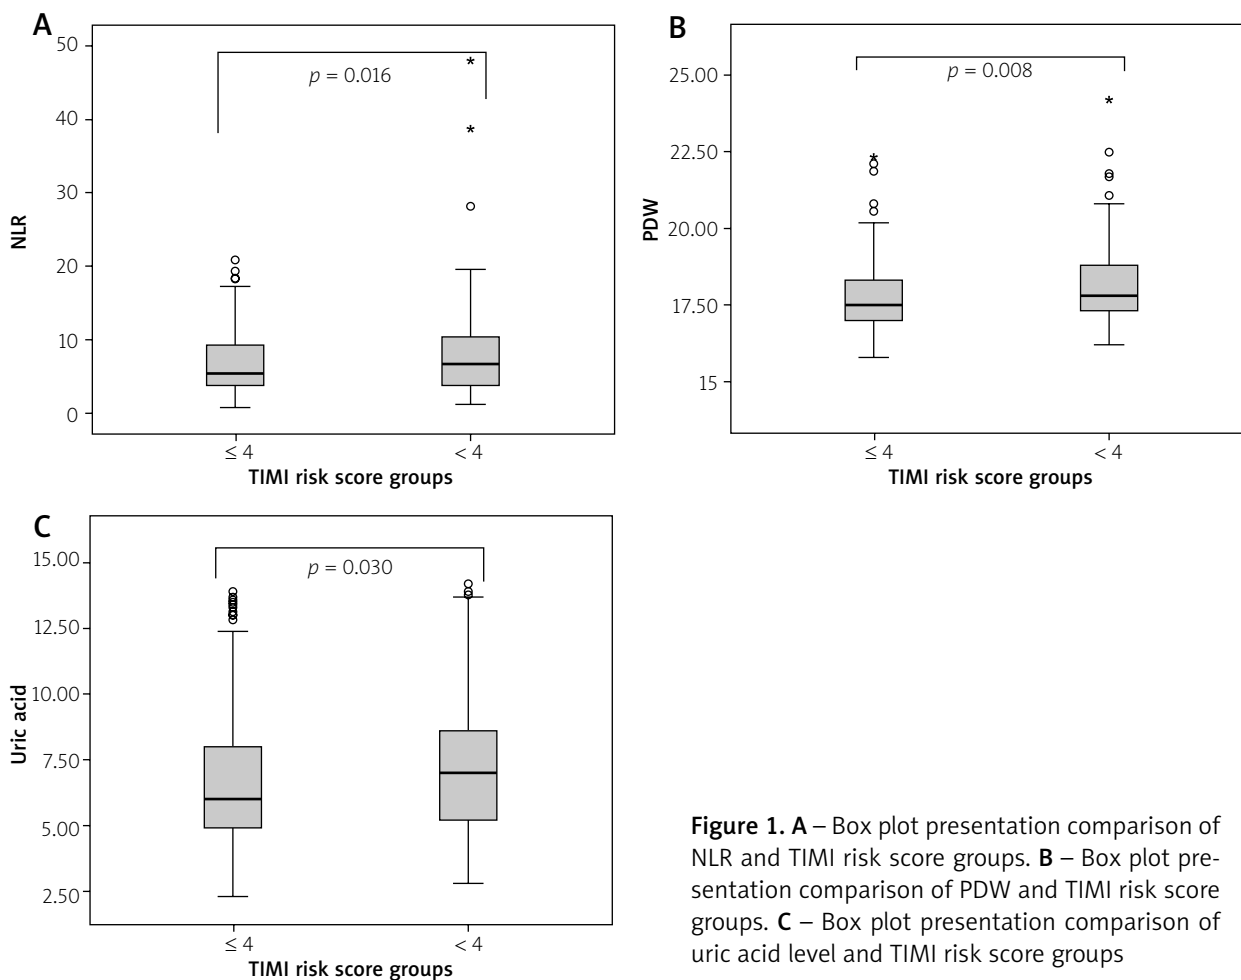 A
50
40
30
20
10
0
NLR
p = 0.016
≤ 4
< 4
TIMI risk score groups
B
25.00
22.50
20.00
17.50
15
PDW
p = 0.008
≤ 4
< 4
TIMI risk score groups
C
15.00
12.50
10.00
7.50
5.00
2.50
Uric acid
p = 0.030
≤ 4
< 4
TIMI risk score groups
Figure 1. A – Box plot presentation comparison of
NLR and TIMI risk score groups. B – Box plot pre-
sentation comparison of PDW and TIMI risk score
groups. C – Box plot presentation comparison of
uric acid level and TIMI risk score groups